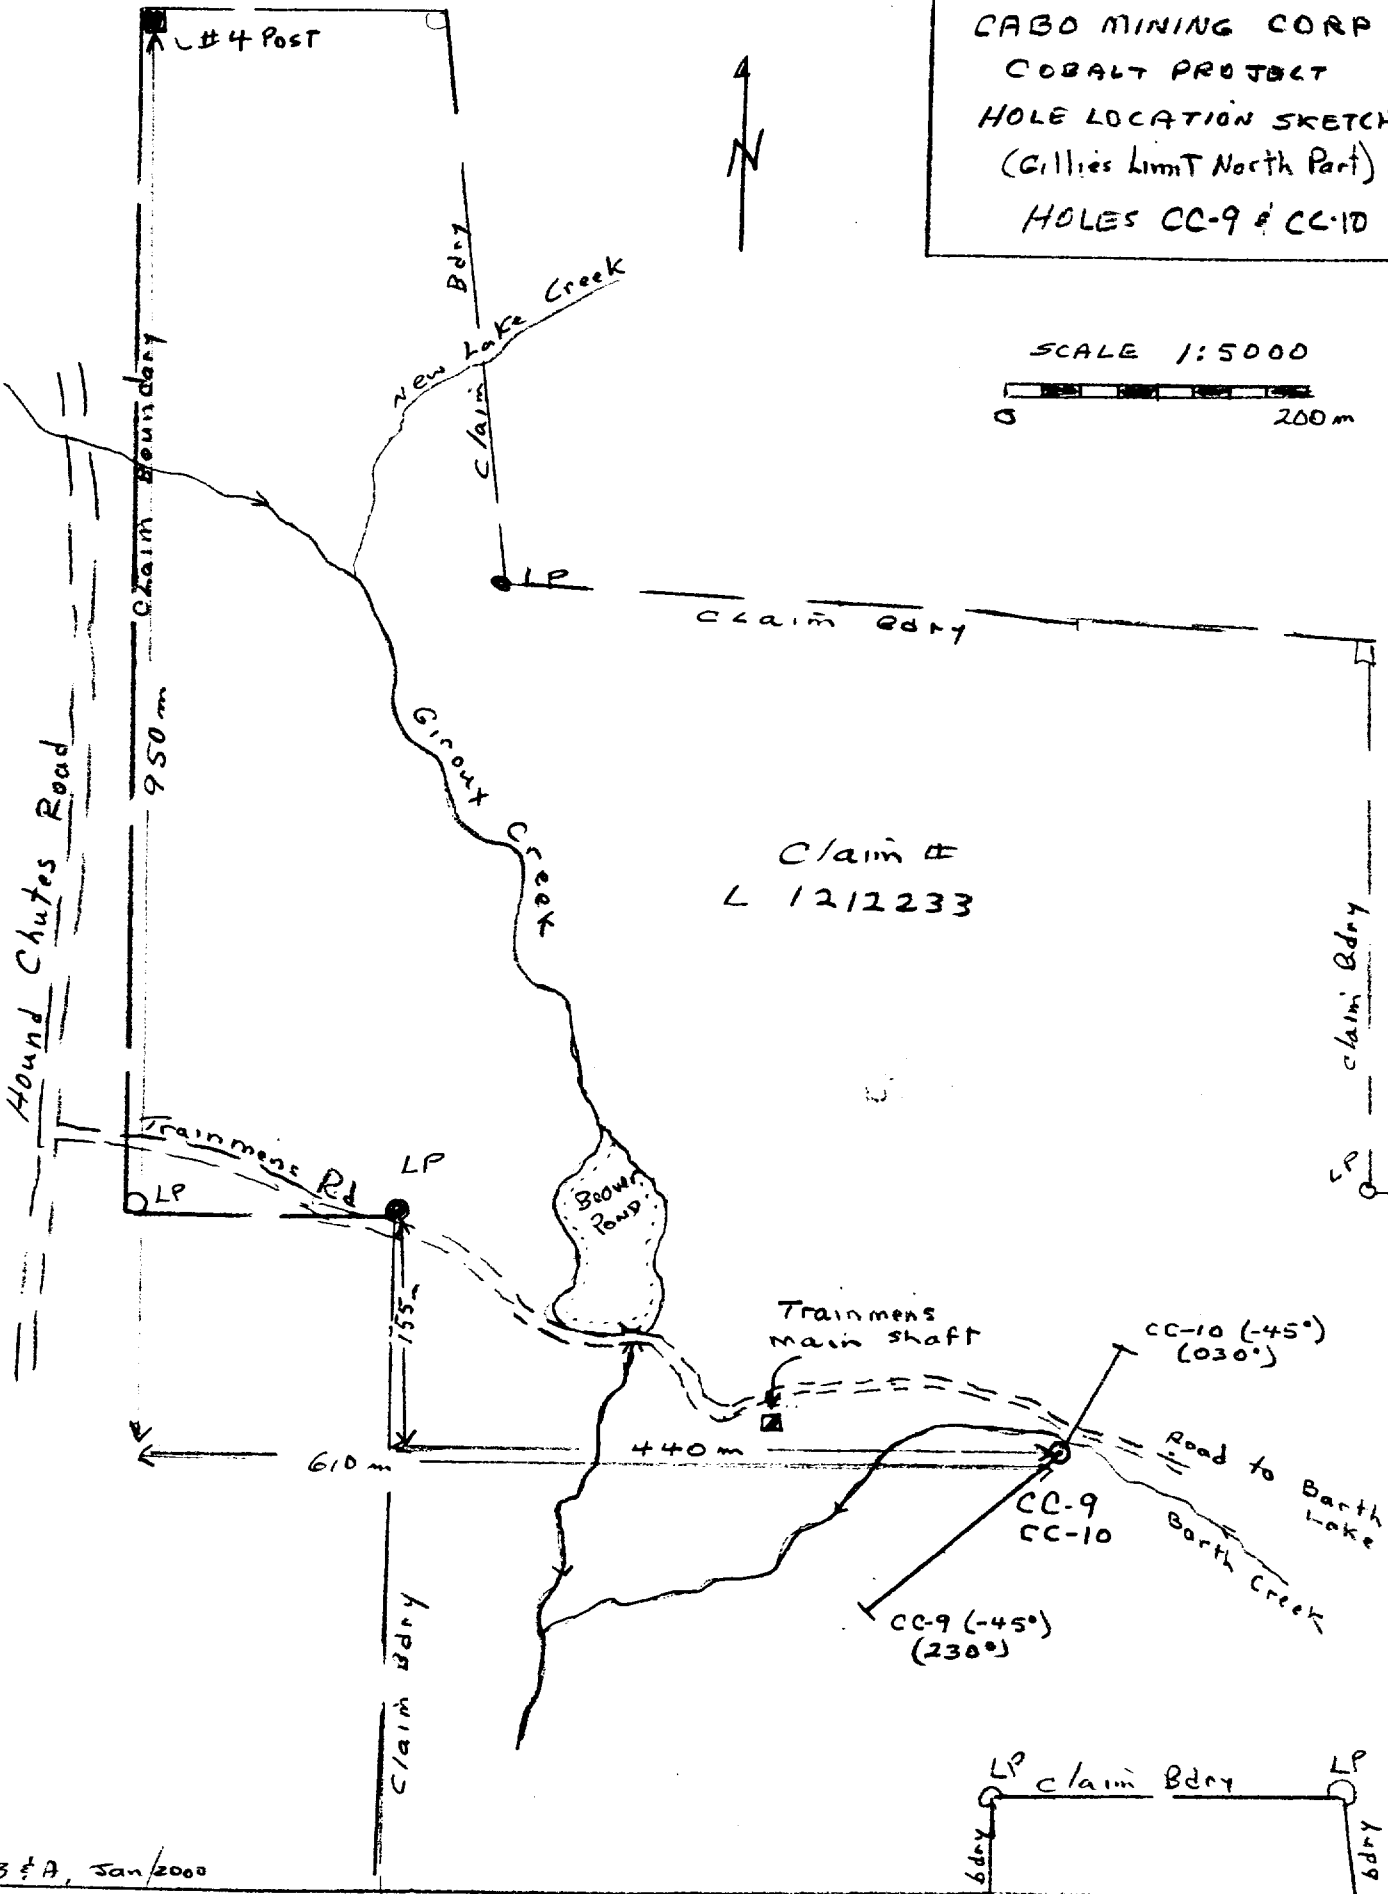 CABO MINING CORP
COBALT PROJECT
HOLE LOCATION SKETCH
(Gillies Limit North Part)
HOLES CC-9 & CC-10
#4 Post
N
SCALE 1:5000
0 200 m
Claim Bdry
New Lake Creek
Claim Boundary
950 m
LP
Claim Bdry
Giroux Creek
Hound Chutes Road
Claim #
L 1212233
Claim Bdry
LP
Trainmens Rd
LP
LP
Beaver
Pond
155 m
Trainmens
main shaft
CC-10 (-45°)
(030°)
610 m
440 m
Road to Barth
Lake
CC-9
CC-10
Barth Creek
CC-9 (-45°)
(230°)
Claim Bdry
LP Claim Bdry LP
bdry
bdry
& A, Jan/2000